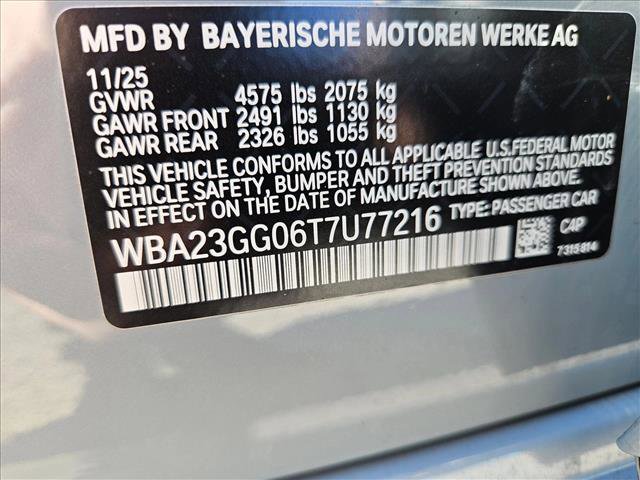 MFD BY BAYERISCHE MOTOREN WERKE AG
11/25
GVWR 4575 lbs 2075 kg
GAWR FRONT 2491 lbs 1130 kg
GAWR REAR 2326 lbs 1055 kg
THIS VEHICLE CONFORMS TO ALL APPLICABLE U.S.FEDERAL MOTOR
VEHICLE SAFETY, BUMPER AND THEFT PREVENTION STANDARDS
IN EFFECT ON THE DATE OF MANUFACTURE SHOWN ABOVE.
WBA23GG06T7U77216 TYPE: PASSENGER CAR
C4P
7315814